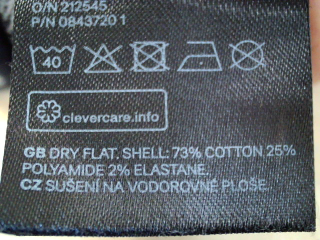 O/N 212545
P/N 0843720 1
40
clevercare.info
GB DRY FLAT. SHELL: 73% COTTON 25%
POLYAMIDE 2% ELASTANE.
CZ SUŠENÍ NA VODOROVNÉ PLOŠE.